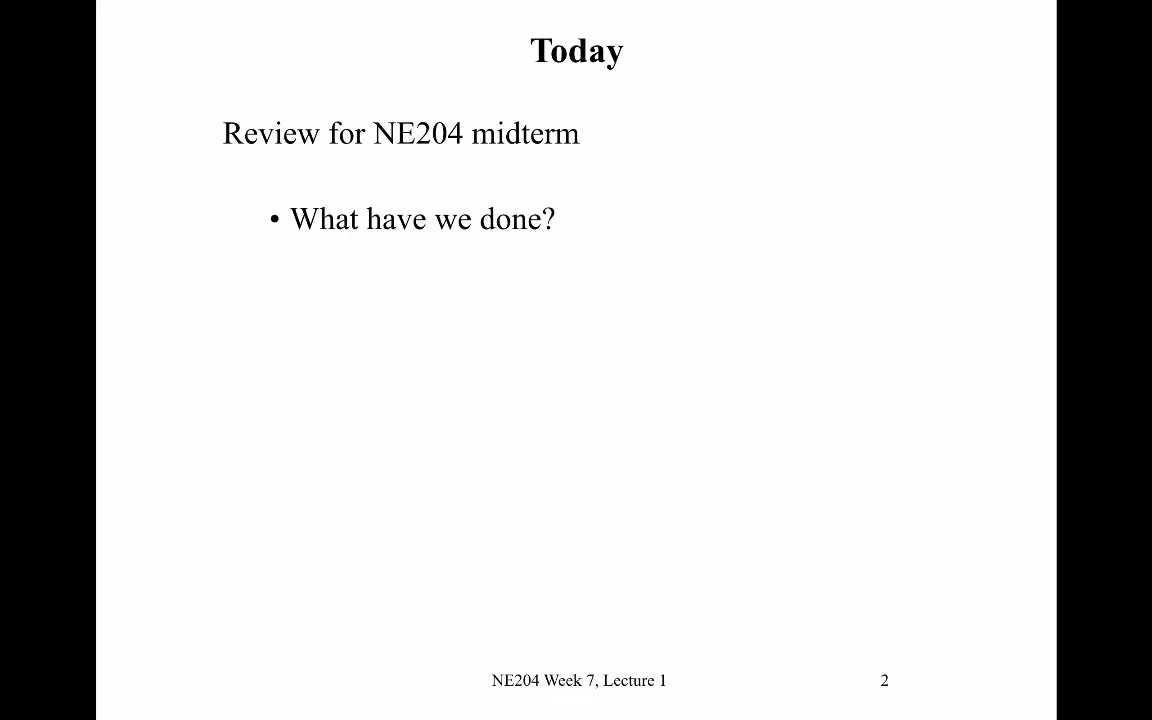 Today
Review for NE204 midterm
• What have we done?
NE204 Week 7, Lecture 1
2